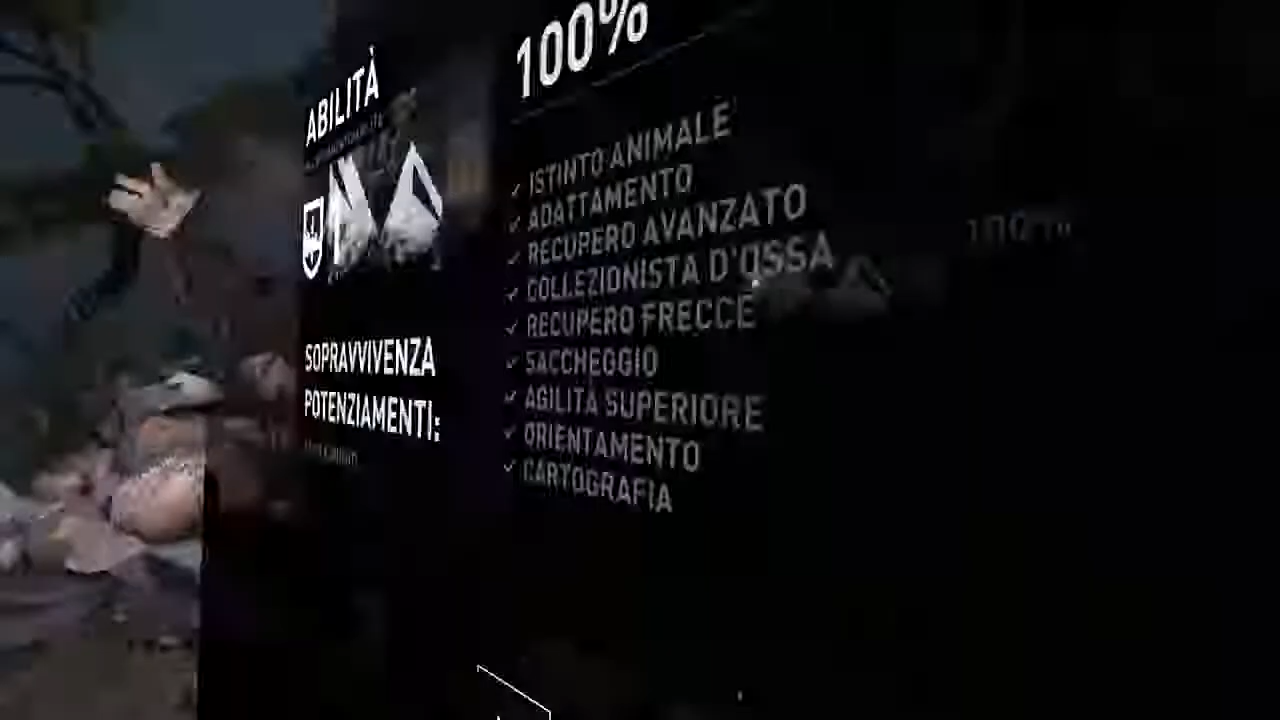 ABILITÀ
SOPRAVVIVENZA
POTENZIAMENTI:
100%
✓ ISTINTO ANIMALE
✓ ADATTAMENTO
✓ RECUPERO AVANZATO
✓ COLLEZIONISTA D'OSSA
✓ RECUPERO FRECCE
✓ SACCHEGGIO
✓ AGILITÀ SUPERIORE
✓ ORIENTAMENTO
✓ CARTOGRAFIA
100%